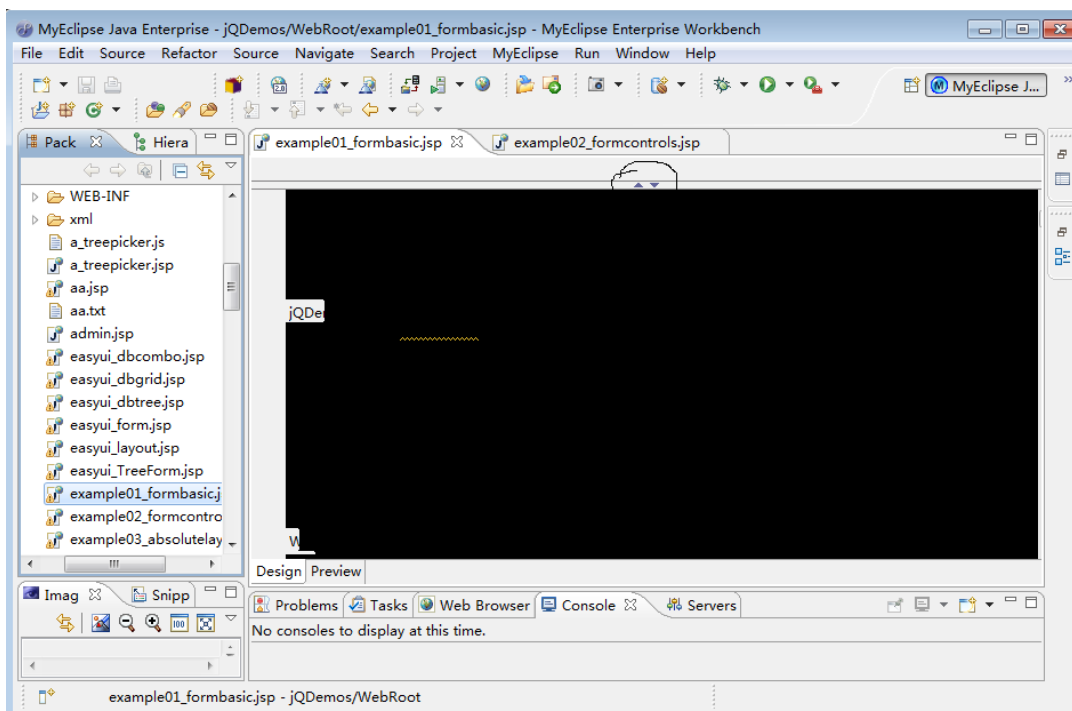 MyEclipse Java Enterprise - jQDemos/WebRoot/example01_formbasic.jsp - MyEclipse Enterprise Workbench
File Edit Source Refactor Source Navigate Search Project MyEclipse Run Window Help
MyEclipse J...
Pack Hiera
example01_formbasic.jsp example02_formcontrols.jsp
WEB-INF
xml
a_treepicker.js
a_treepicker.jsp
aa.jsp
aa.txt
admin.jsp
easyui_dbcombo.jsp
easyui_dbgrid.jsp
easyui_dbtree.jsp
easyui_form.jsp
easyui_layout.jsp
easyui_TreeForm.jsp
example01_formbasic.j
example02_formcontro
example03_absolutelay
jQDe
W
Design Preview
Imag Snipp
Problems Tasks Web Browser Console Servers
No consoles to display at this time.
example01_formbasic.jsp - jQDemos/WebRoot